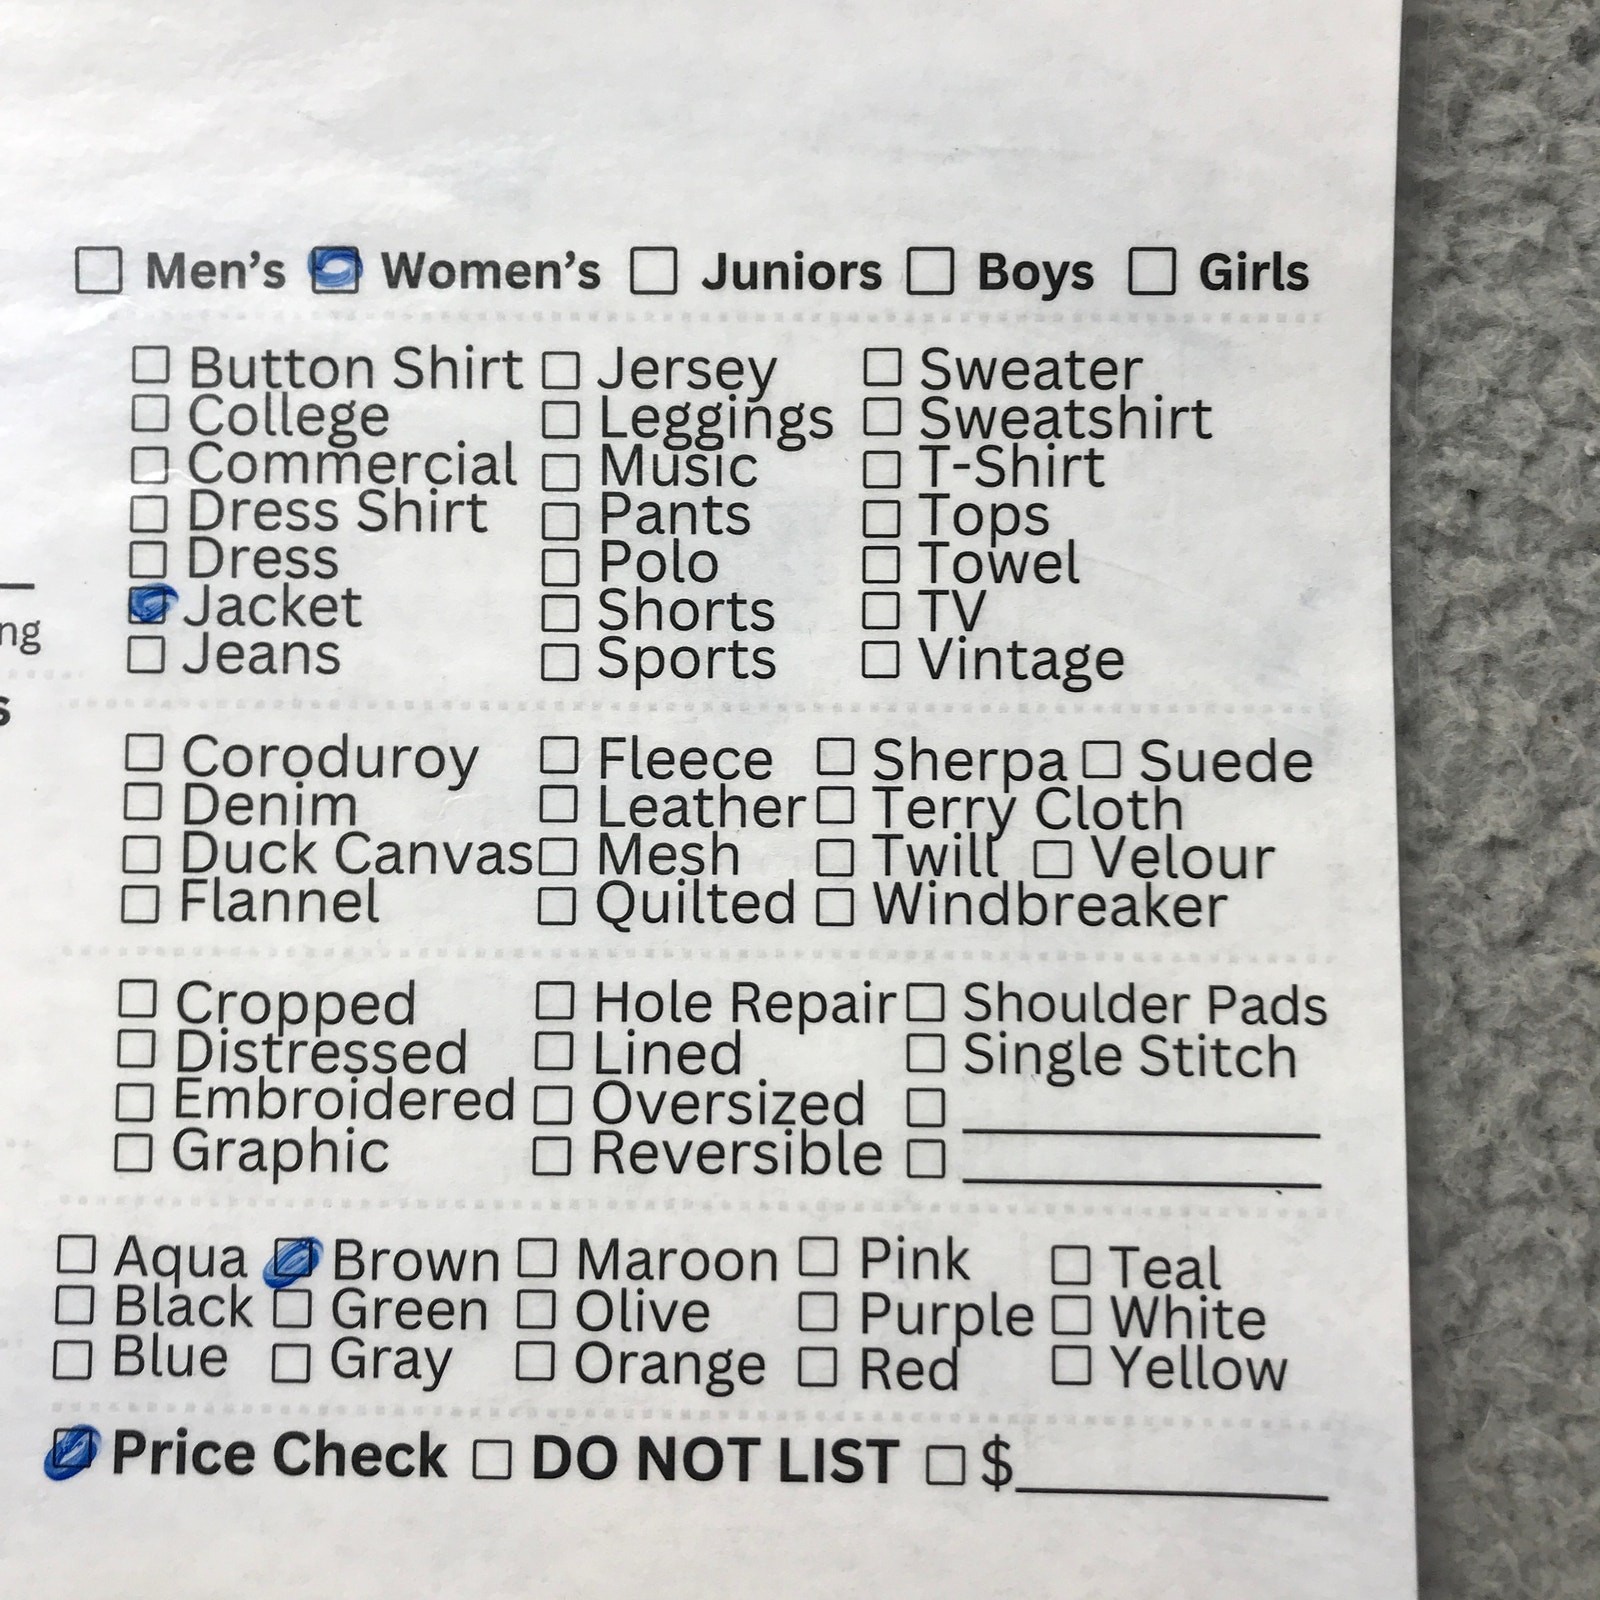 Men's Women's Juniors Boys Girls
Button Shirt Jersey Sweater
College Leggings Sweatshirt
Commercial Music T-Shirt
Dress Shirt Pants Tops
Dress Polo Towel
Jacket Shorts TV
Jeans Sports Vintage
ng
s
Coroduroy Fleece Sherpa Suede
Denim Leather Terry Cloth
Duck Canvas Mesh Twill Velour
Flannel Quilted Windbreaker
Cropped Hole Repair Shoulder Pads
Distressed Lined Single Stitch
Embroidered Oversized
Graphic Reversible
Aqua Brown Maroon Pink Teal
Black Green Olive Purple White
Blue Gray Orange Red Yellow
Price Check DO NOT LIST $